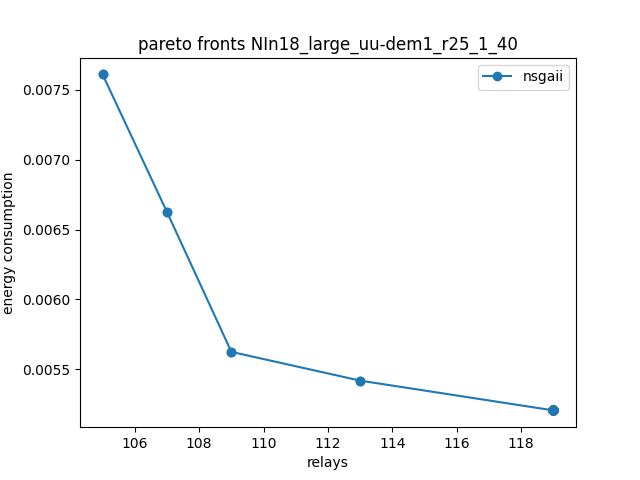 pareto fronts NIn18_large_uu-dem1_r25_1_40
nsgaii
0.0075
0.0070
0.0065
0.0060
0.0055
energy consumption
106 108 110 112 114 116 118
relays